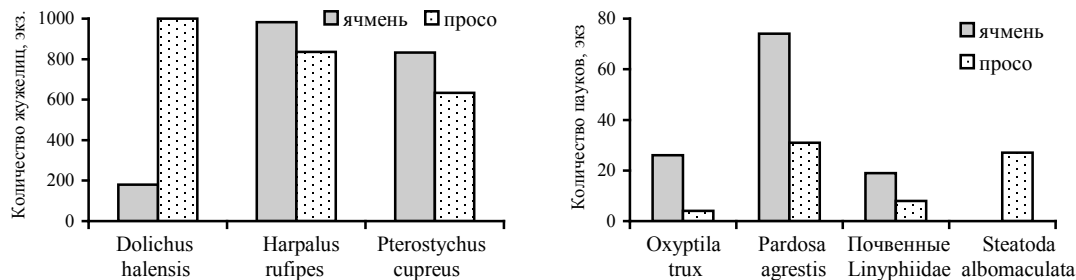 Количество жужелиц, экз.
1000
800
600
400
200
0
ячмень
просо
Dolichus
halensis
Harpalus
rufipes
Pterostychus
cupreus
Количество пауков, экз
80
60
40
20
0
ячмень
просо
Oxyptila
trux
Pardosa
agrestis
Почвенные
Linyphiidae
Steatoda
albomaculata